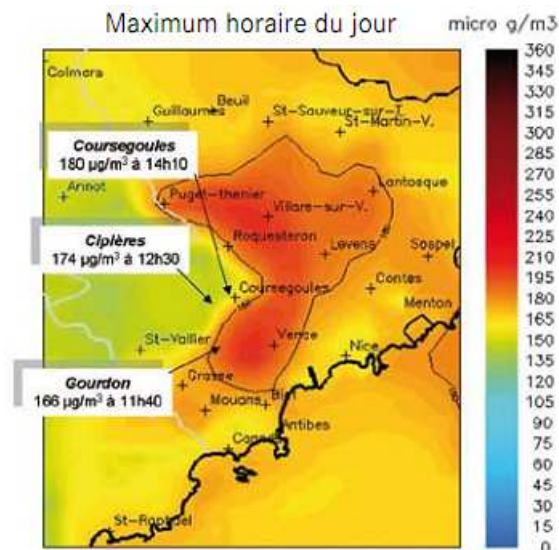 Maximum horaire du jour
micro g/m3
Colmars
Guillaumes
Beuil
St-Sauveur-sur-T.
St-Martin-V.
Coursegoules
180 µg/m³ à 14h10
Annot
Puget-thenier
Lantosque
Villars-sur-V.
Roquesteron
Levens
Sospel
Ciplères
174 µg/m³ à 12h30
Coursegoules
Contes
Menton
St-Vallier
Vence
Nice
Gourdon
166 µg/m³ à 11h40
Grasse
Mouans
Biot
Antibes
St-Raphael
360
345
330
315
300
285
270
255
240
225
210
195
180
165
150
135
120
105
90
75
60
45
30
15
0